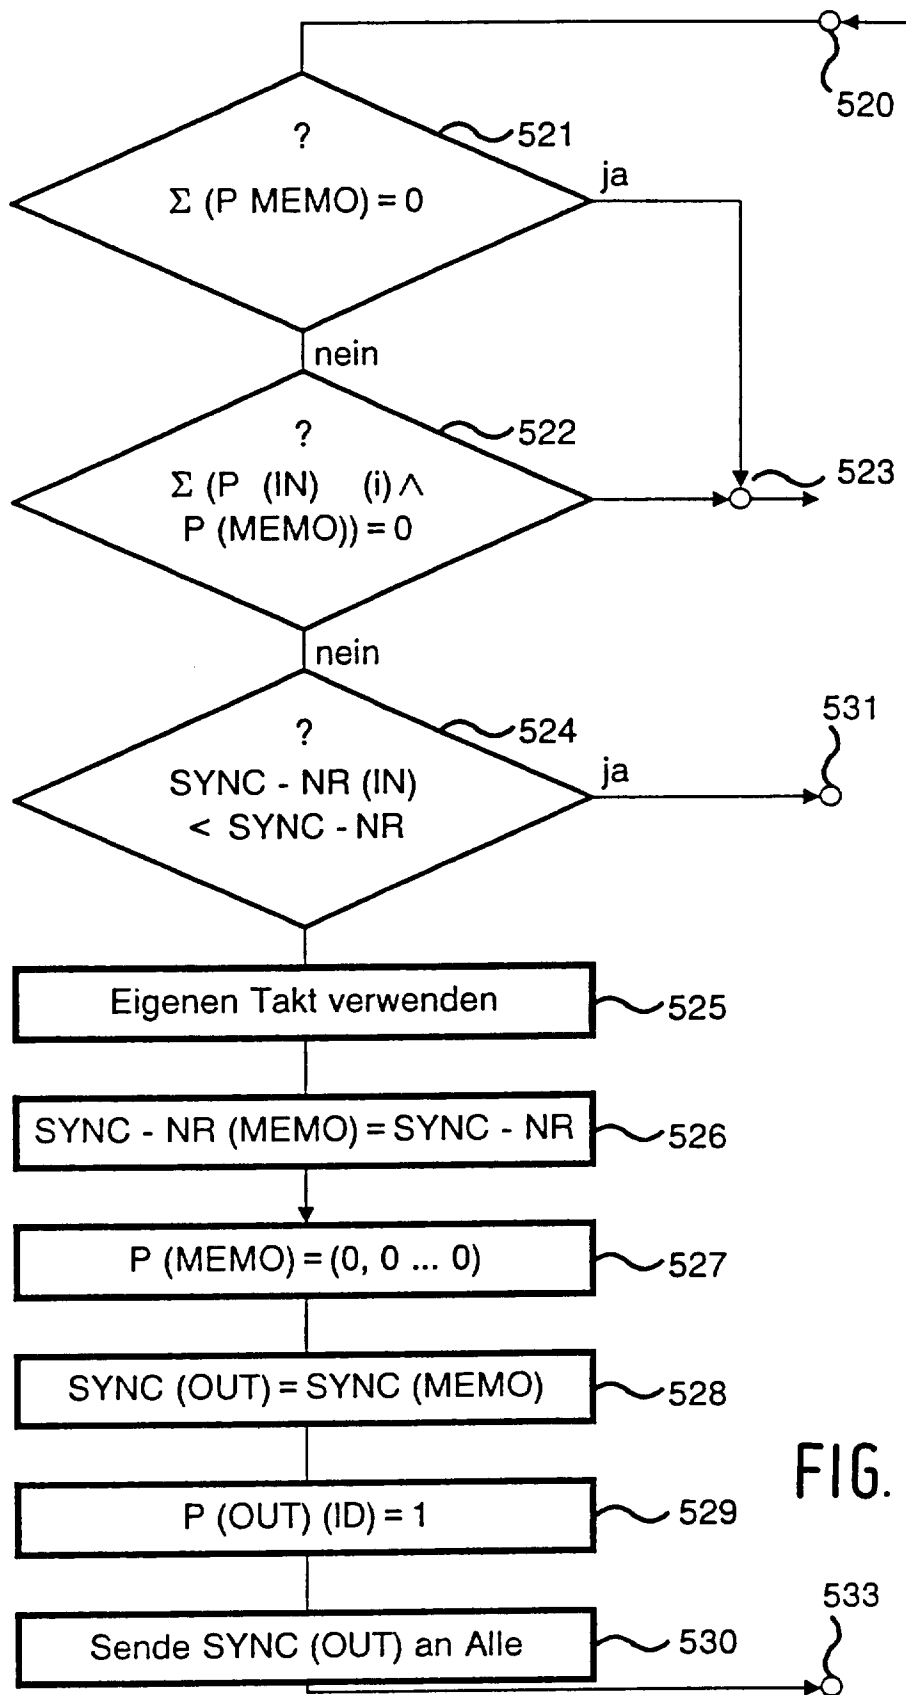 520
?
521
Σ (P MEMO) = 0
ja
nein
?
522
Σ (P (IN) (i) ∧
P (MEMO)) = 0
523
nein
?
524
SYNC - NR (IN)
< SYNC - NR
ja
531
Eigenen Takt verwenden
525
SYNC - NR (MEMO) = SYNC - NR
526
P (MEMO) = (0, 0 ... 0)
527
SYNC (OUT) = SYNC (MEMO)
528
FIG.
P (OUT) (ID) = 1
529
533
Sende SYNC (OUT) an Alle
530